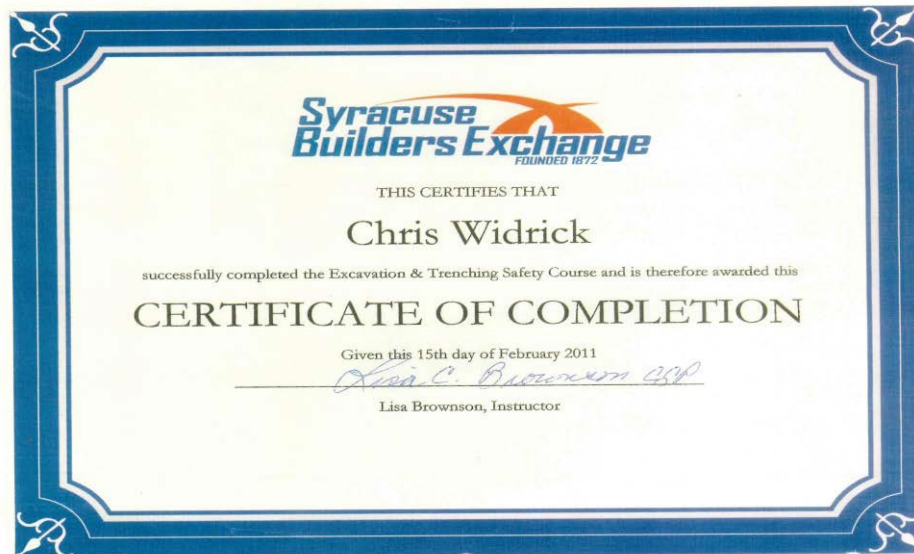 Syracuse
Builders Exchange
FOUNDED 1872
THIS CERTIFIES THAT
Chris Widrick
successfully completed the Excavation & Trenching Safety Course and is therefore awarded this
CERTIFICATE OF COMPLETION
Given this 15th day of February 2011
Lisa C. Brownson CSP
Lisa Brownson, Instructor